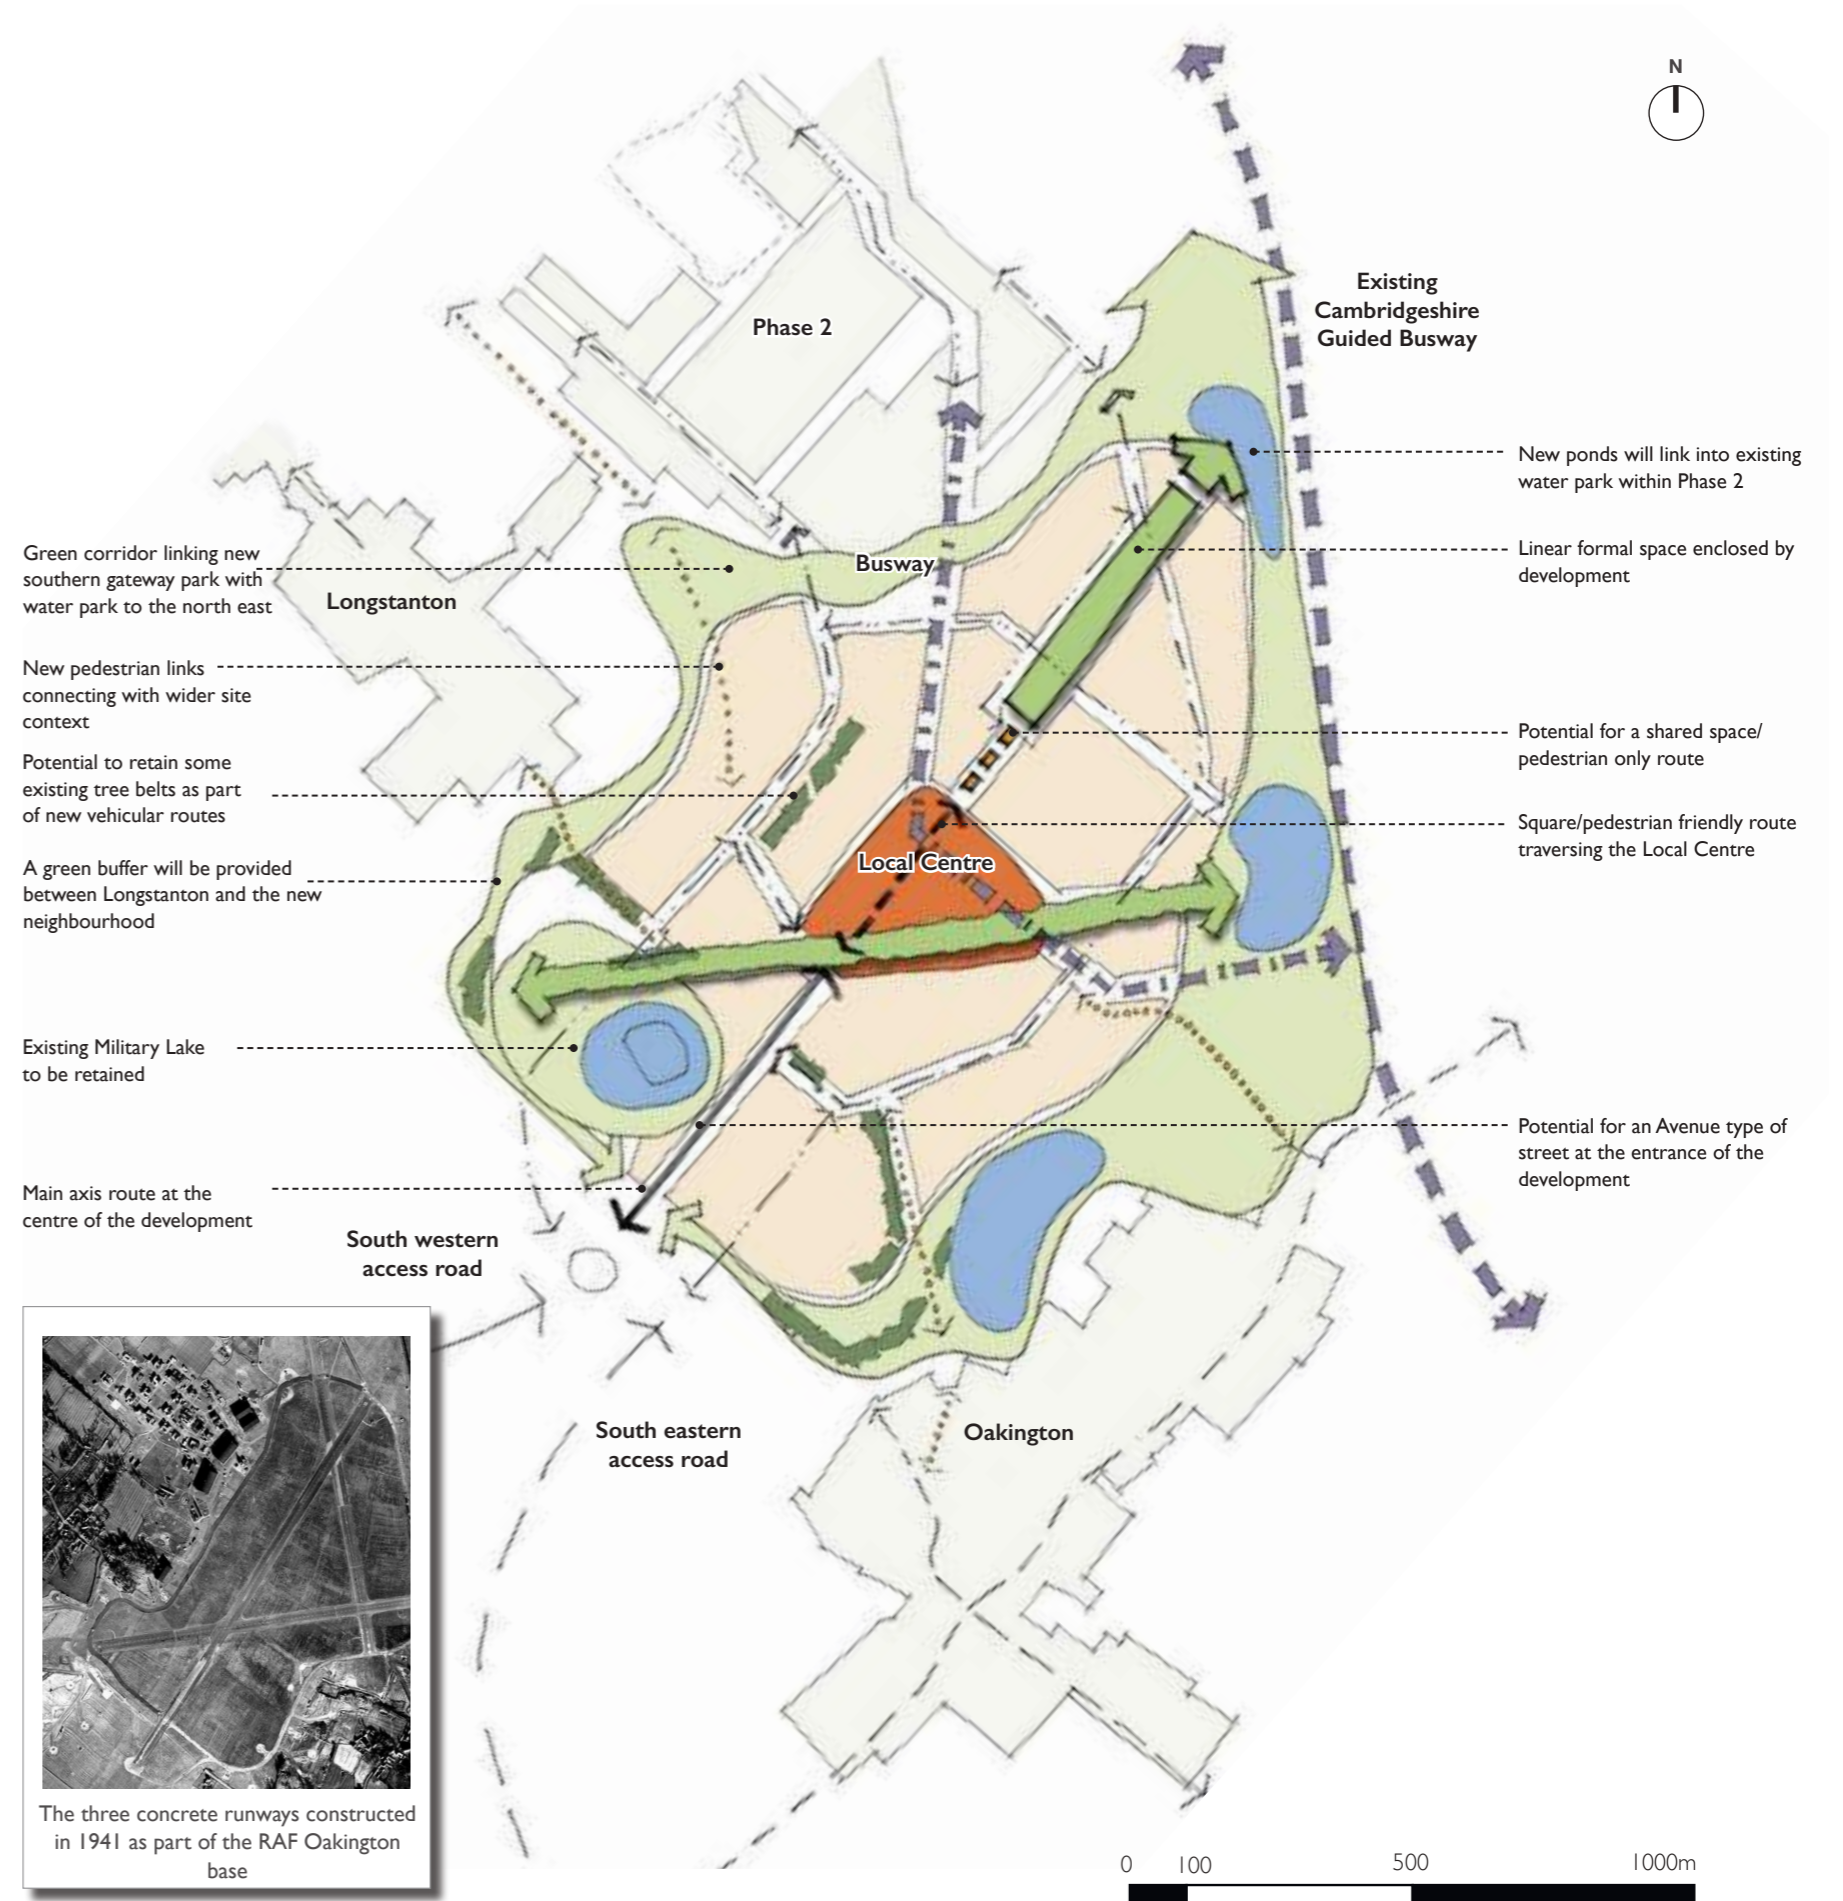 N
Existing
Cambridgeshire
Guided Busway
Phase 2
New ponds will link into existing
water park within Phase 2
Linear formal space enclosed by
development
Green corridor linking new
southern gateway park with
water park to the north east
Busway
Longstanton
New pedestrian links
connecting with wider site
context
Potential for a shared space/
pedestrian only route
Potential to retain some
existing tree belts as part
of new vehicular routes
Square/pedestrian friendly route
traversing the Local Centre
Local Centre
A green buffer will be provided
between Longstanton and the new
neighbourhood
Existing Military Lake
to be retained
Potential for an Avenue type of
street at the entrance of the
development
Main axis route at the
centre of the development
South western
access road
South eastern
access road
Oakington
The three concrete runways constructed
in 1941 as part of the RAF Oakington
base
0 100 500 1000m